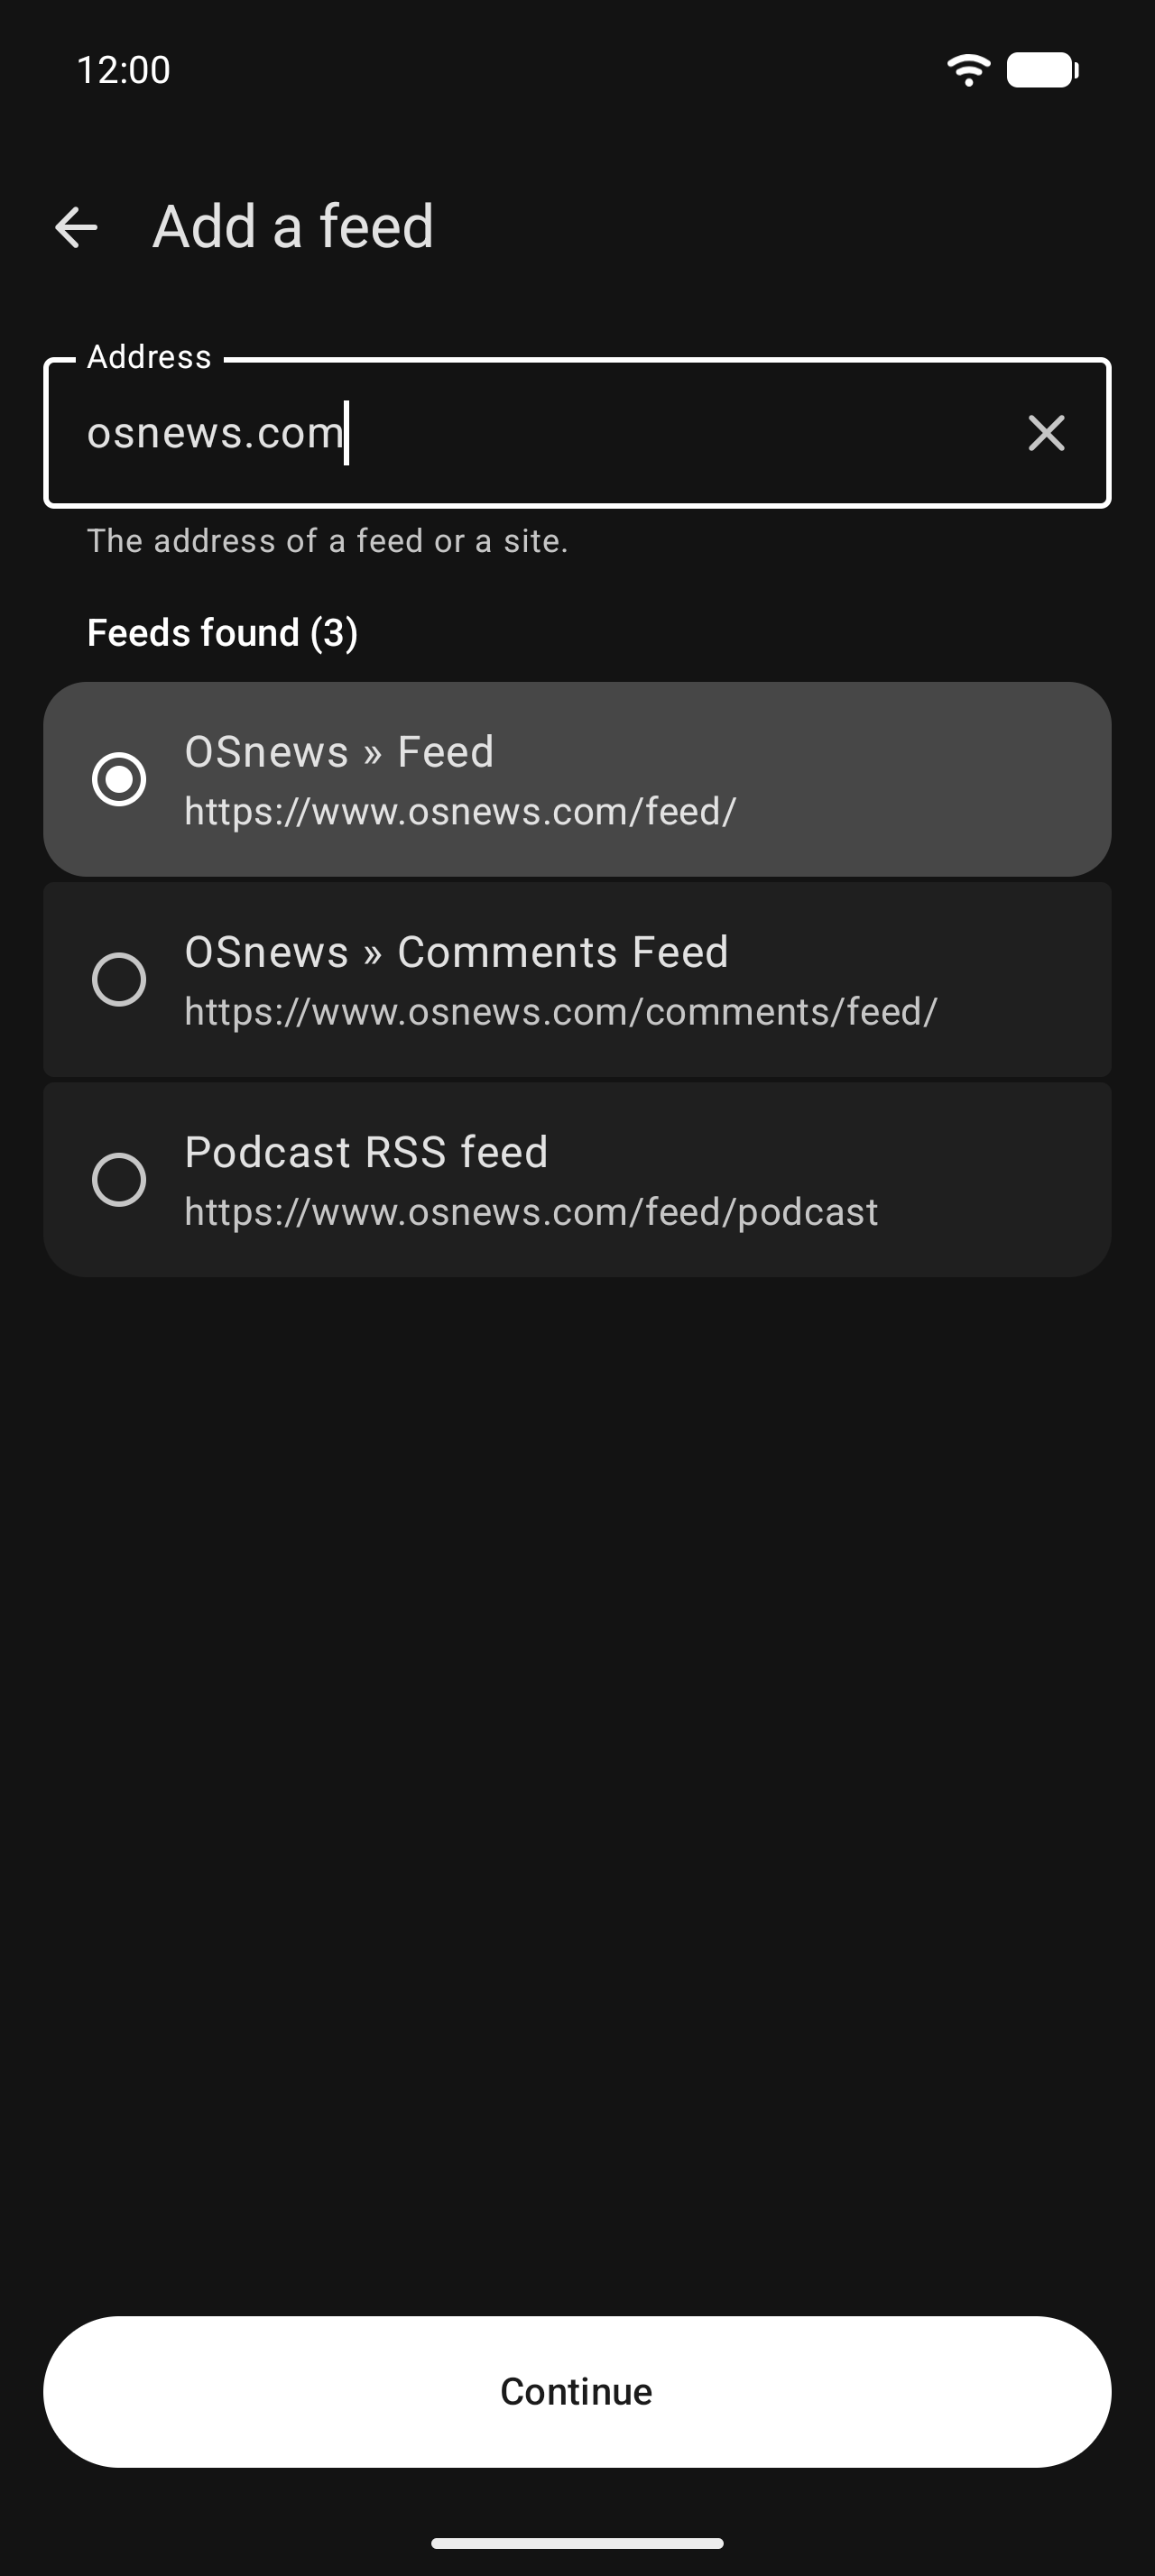 12:00
Add a feed
Address
osnews.com
The address of a feed or a site.
Feeds found (3)
OSnews » Feed
https://www.osnews.com/feed/
OSnews » Comments Feed
https://www.osnews.com/comments/feed/
Podcast RSS feed
https://www.osnews.com/feed/podcast
Continue